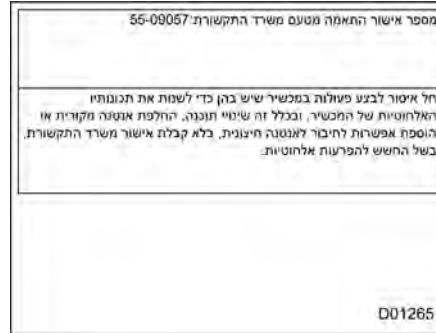 מספר אישור התאמה מטעם משרד התקשורת: 55-09057
חל איסור לבצע פעולות במכשיר שיש בהן כדי לשנות את תכונותיו
האלחוטיות של המכשיר, ובכלל זה שינויי תוכנה, החלפת אנטנה מקורית או
הוספת אפשרות לחיבור לאנטנה חיצונית, בלא קבלת אישור משרד התקשורת,
בשל החשש להפרעות אלחוטיות.
D01265